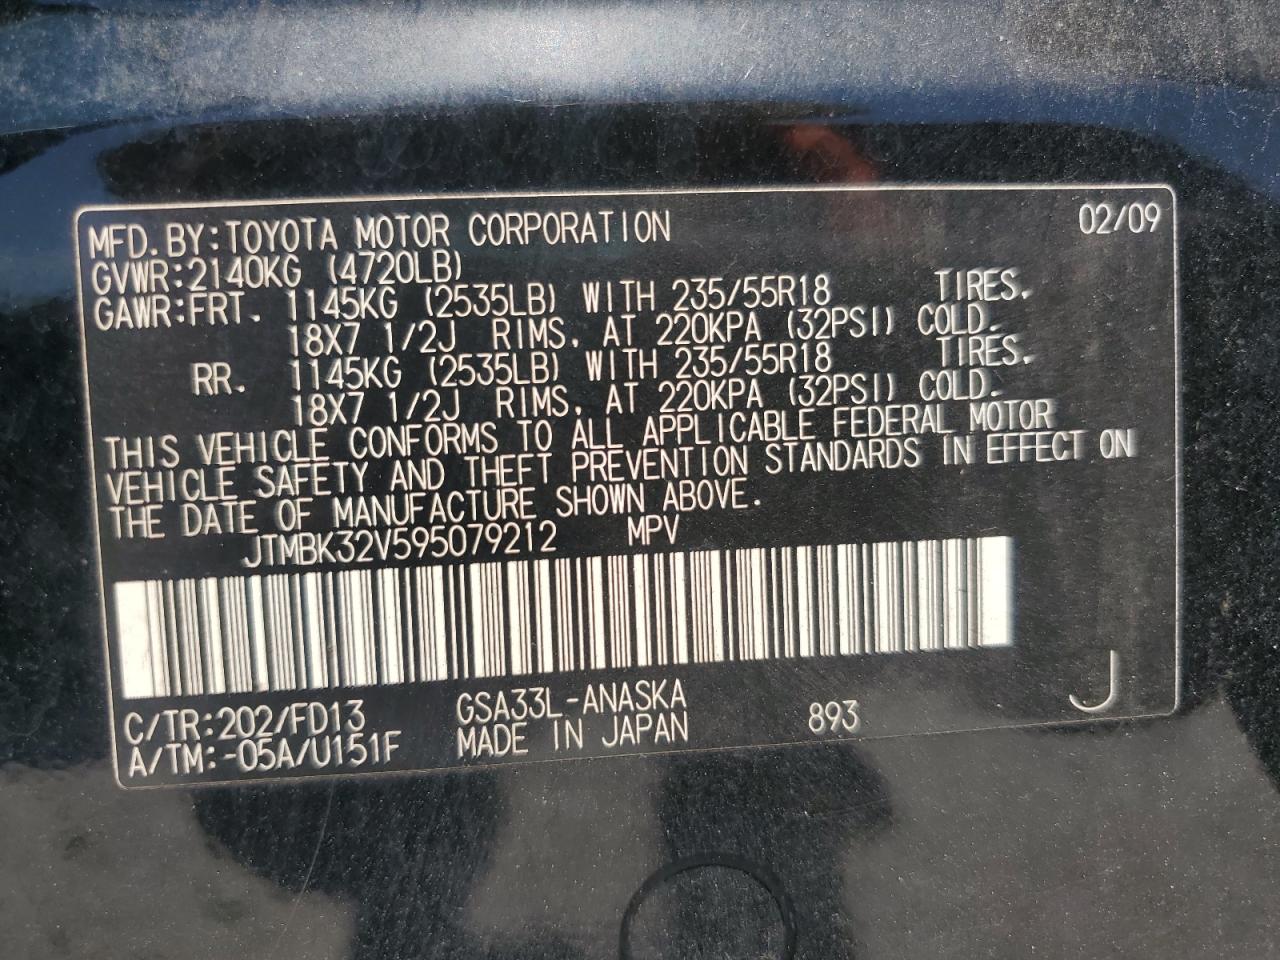 MFD.BY:TOYOTA MOTOR CORPORATION 02/09
GVWR:2140KG (4720LB)
GAWR:FRT. 1145KG (2535LB) WITH 235/55R18 TIRES.
18X7 1/2J RIMS, AT 220KPA (32PSI) COLD.
RR. 1145KG (2535LB) WITH 235/55R18 TIRES.
18X7 1/2J RIMS, AT 220KPA (32PSI) COLD.
THIS VEHICLE CONFORMS TO ALL APPLICABLE FEDERAL MOTOR
VEHICLE SAFETY AND THEFT PREVENTION STANDARDS IN EFFECT ON
THE DATE OF MANUFACTURE SHOWN ABOVE.
JTMBK32V595079212 MPV
C/TR:202/FD13 GSA33L-ANASKA 893 J
A/TM:-05A/U151F MADE IN JAPAN